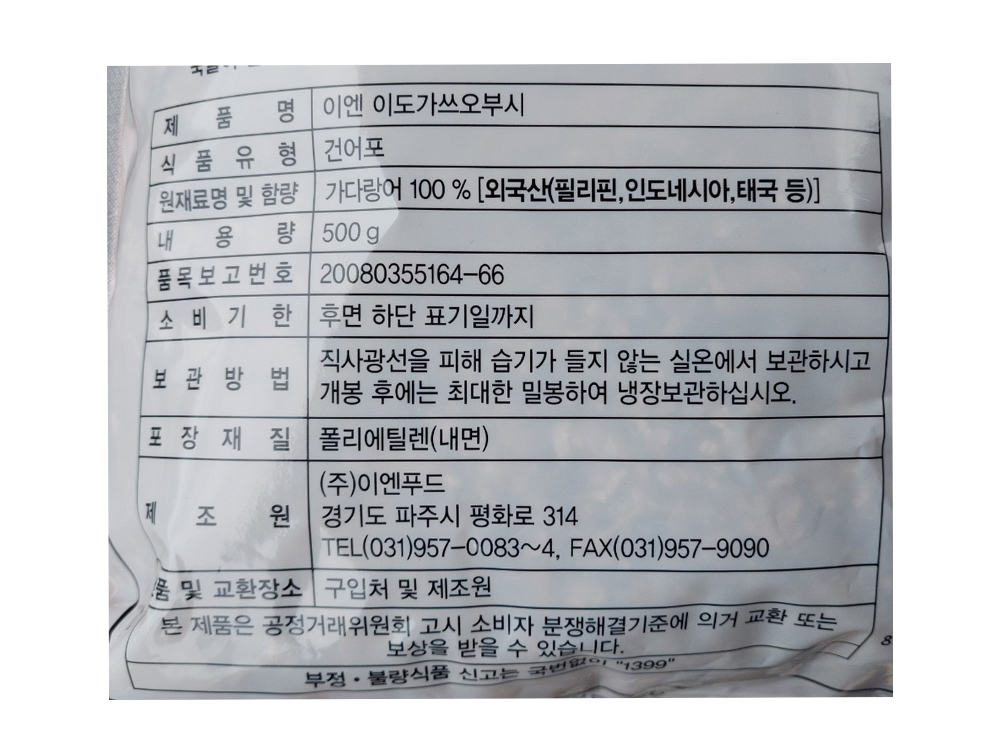 제 품 명 이엔 이도가쓰오부시
식 품 유 형 건어포
원재료명 및 함량 가다랑어 100 % [외국산(필리핀,인도네시아,태국 등)]
내 용 량 500 g
품목보고번호 20080355164-66
소 비 기 한 후면 하단 표기일까지
보 관 방 법 직사광선을 피해 습기가 들지 않는 실온에서 보관하시고
개봉 후에는 최대한 밀봉하여 냉장보관하십시오.
포 장 재 질 폴리에틸렌(내면)
제 조 원 (주)이엔푸드
경기도 파주시 평화로 314
TEL(031)957-0083~4, FAX(031)957-9090
품 및 교환장소 구입처 및 제조원
본 제품은 공정거래위원회 고시 소비자 분쟁해결기준에 의거 교환 또는
보상을 받을 수 있습니다.
부정·불량식품 신고는 국번없이 "1399"